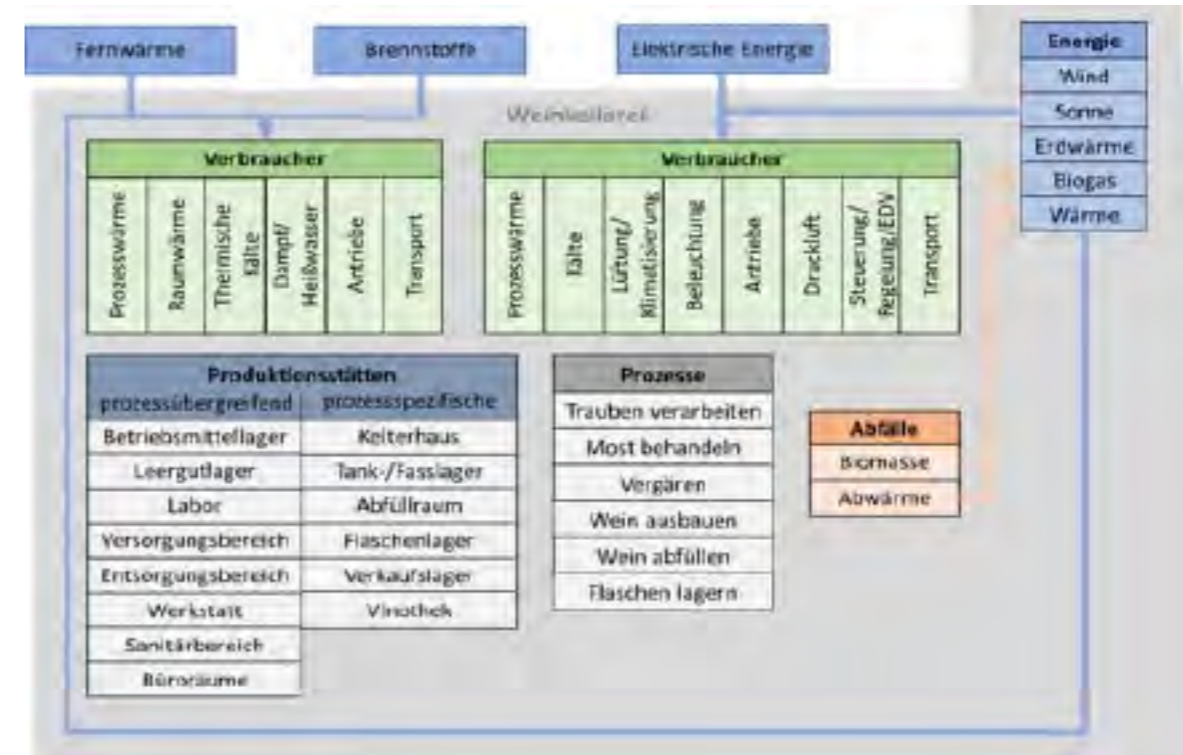 Fernwärme
Brennstoffe
Elektrische Energie
Energie
Wind
Sonne
Erdwärme
Biogas
Wärme
Weinkellerei
Verbraucher
Prozesswärme
Raumwärme
Thermische
Kälte
Dampf/
Heißwasser
Antriebe
Transport
Verbraucher
Prozesswärme
Kälte
Lüftung/
Klimatisierung
Beleuchtung
Antriebe
Druckluft
Steuerung/
Regelung/EDV
Transport
Produktionsstätten
prozessübergreifend prozessspezifische
Betriebsmittellager Kelterhaus
Leergutlager Tank-/Fasslager
Labor Abfüllraum
Versorgungsbereich Flaschenlager
Entsorgungsbereich Verkaufslager
Werkstatt Vinothek
Sanitärbereich
Büroräume
Prozesse
Trauben verarbeiten
Most behandeln
Vergären
Wein ausbauen
Wein abfüllen
Flaschen lagern
Abfälle
Biomasse
Abwärme